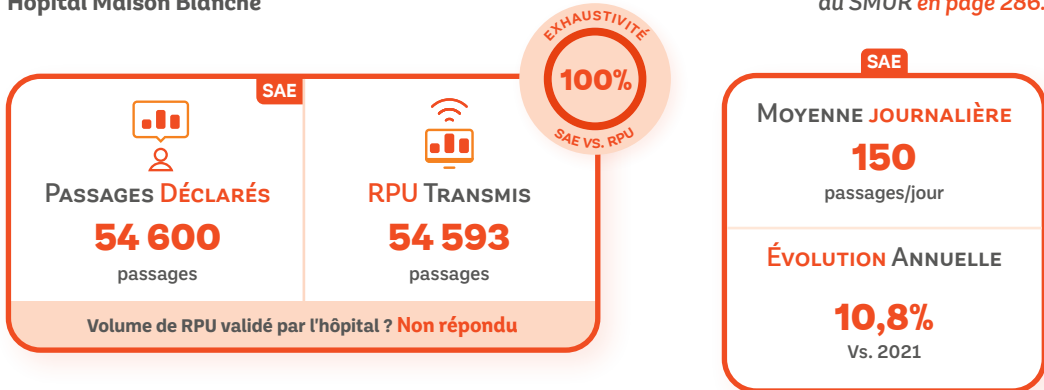 Hôpital Maison Blanche
du SMUR en page 286.
EXHAUSTIVITÉ
100%
SAE VS. RPU
SAE
PASSAGES DÉCLARÉS
54 600
passages
RPU TRANSMIS
54 593
passages
Volume de RPU validé par l'hôpital ? Non répondu
SAE
MOYENNE JOURNALIÈRE
150
passages/jour
ÉVOLUTION ANNUELLE
10,8%
Vs. 2021